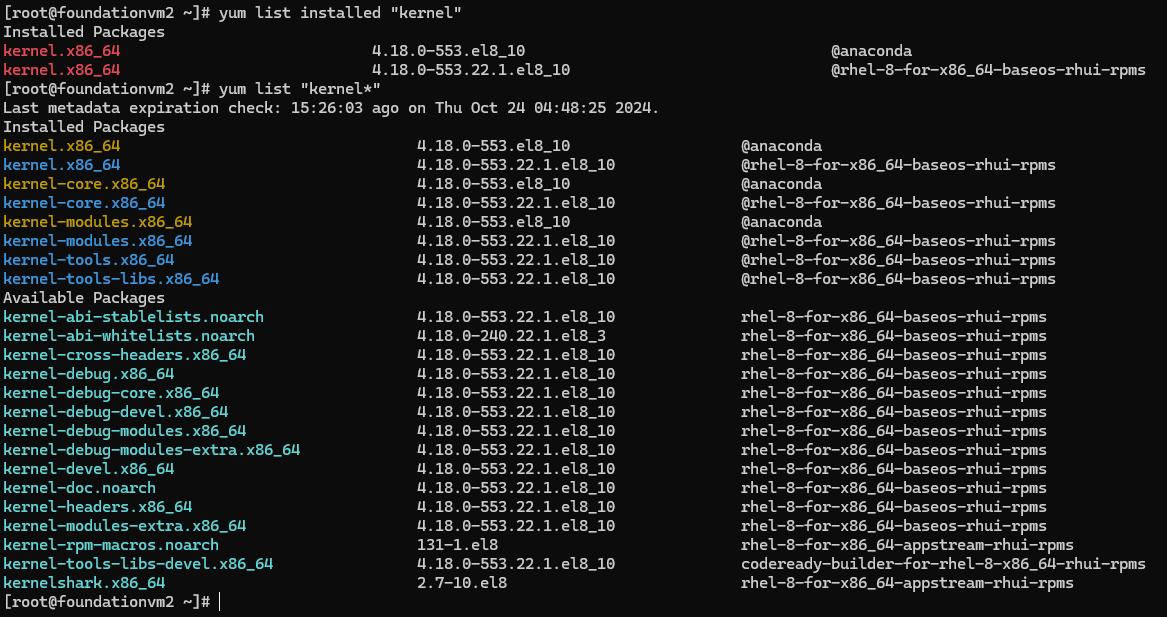 [root@foundationvm2 ~]# yum list installed "kernel"
Installed Packages
kernel.x86_64 4.18.0-553.el8_10 @anaconda
kernel.x86_64 4.18.0-553.22.1.el8_10 @rhel-8-for-x86_64-baseos-rhui-rpms
[root@foundationvm2 ~]# yum list "kernel*"
Last metadata expiration check: 15:26:03 ago on Thu Oct 24 04:48:25 2024.
Installed Packages
kernel.x86_64 4.18.0-553.el8_10 @anaconda
kernel.x86_64 4.18.0-553.22.1.el8_10 @rhel-8-for-x86_64-baseos-rhui-rpms
kernel-core.x86_64 4.18.0-553.el8_10 @anaconda
kernel-core.x86_64 4.18.0-553.22.1.el8_10 @rhel-8-for-x86_64-baseos-rhui-rpms
kernel-modules.x86_64 4.18.0-553.el8_10 @anaconda
kernel-modules.x86_64 4.18.0-553.22.1.el8_10 @rhel-8-for-x86_64-baseos-rhui-rpms
kernel-tools.x86_64 4.18.0-553.22.1.el8_10 @rhel-8-for-x86_64-baseos-rhui-rpms
kernel-tools-libs.x86_64 4.18.0-553.22.1.el8_10 @rhel-8-for-x86_64-baseos-rhui-rpms
Available Packages
kernel-abi-stablelists.noarch 4.18.0-553.22.1.el8_10 rhel-8-for-x86_64-baseos-rhui-rpms
kernel-abi-whitelists.noarch 4.18.0-240.22.1.el8_3 rhel-8-for-x86_64-baseos-rhui-rpms
kernel-cross-headers.x86_64 4.18.0-553.22.1.el8_10 rhel-8-for-x86_64-baseos-rhui-rpms
kernel-debug.x86_64 4.18.0-553.22.1.el8_10 rhel-8-for-x86_64-baseos-rhui-rpms
kernel-debug-core.x86_64 4.18.0-553.22.1.el8_10 rhel-8-for-x86_64-baseos-rhui-rpms
kernel-debug-devel.x86_64 4.18.0-553.22.1.el8_10 rhel-8-for-x86_64-baseos-rhui-rpms
kernel-debug-modules.x86_64 4.18.0-553.22.1.el8_10 rhel-8-for-x86_64-baseos-rhui-rpms
kernel-debug-modules-extra.x86_64 4.18.0-553.22.1.el8_10 rhel-8-for-x86_64-baseos-rhui-rpms
kernel-devel.x86_64 4.18.0-553.22.1.el8_10 rhel-8-for-x86_64-baseos-rhui-rpms
kernel-doc.noarch 4.18.0-553.22.1.el8_10 rhel-8-for-x86_64-baseos-rhui-rpms
kernel-headers.x86_64 4.18.0-553.22.1.el8_10 rhel-8-for-x86_64-baseos-rhui-rpms
kernel-modules-extra.x86_64 4.18.0-553.22.1.el8_10 rhel-8-for-x86_64-baseos-rhui-rpms
kernel-rpm-macros.noarch 131-1.el8 rhel-8-for-x86_64-appstream-rhui-rpms
kernel-tools-libs-devel.x86_64 4.18.0-553.22.1.el8_10 codeready-builder-for-rhel-8-x86_64-rhui-rpms
kernelshark.x86_64 2.7-10.el8 rhel-8-for-x86_64-appstream-rhui-rpms
[root@foundationvm2 ~]#